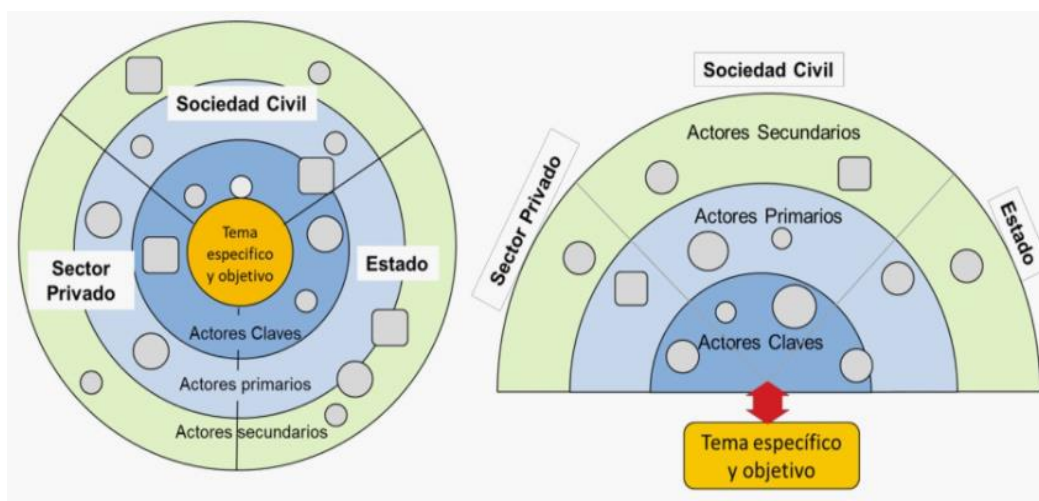 Sociedad Civil
Sector
Privado
Estado
Tema
específico
y objetivo
Actores Claves
Actores primarios
Actores secundarios
Sociedad Civil
Sector Privado
Estado
Actores Secundarios
Actores Primarios
Actores Claves
Tema específico
y objetivo